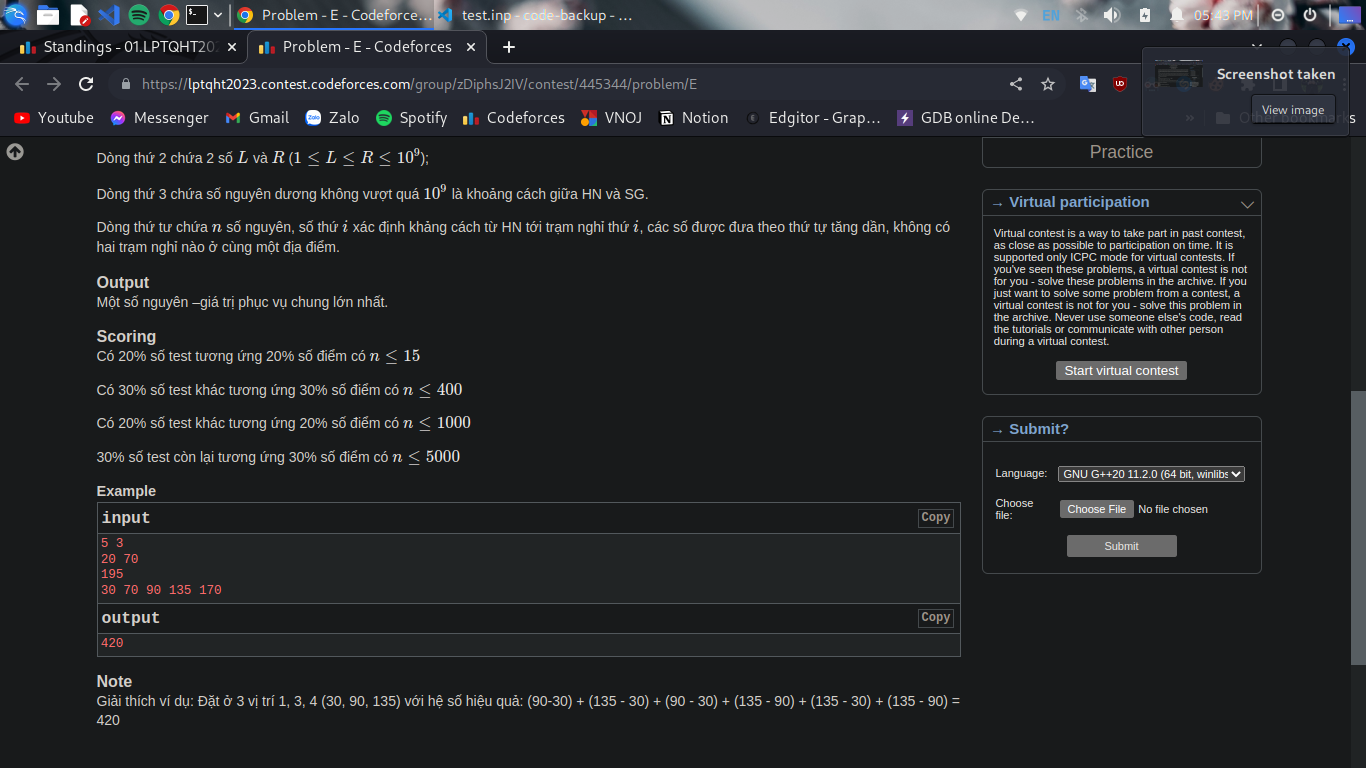 Problem - E - Codeforce...
test.inp - code-backup - ...
EN
05:43 PM
Standings - 01.LPTQHT202
Problem - E - Codeforces
https://lptqht2023.contest.codeforces.com/group/zDiphsJ2IV/contest/445344/problem/E
Screenshot taken
View image
Youtube
Messenger
Gmail
Zalo
Spotify
Codeforces
VNOJ
Notion
Edgitor - Grap...
GDB online De...
Other bookmarks
Dòng thứ 2 chứa 2 số L và R (1 ≤ L ≤ R ≤ 10⁹);
Dòng thứ 3 chứa số nguyên dương không vượt quá 10⁹ là khoảng cách giữa HN và SG.
Dòng thứ tư chứa n số nguyên, số thứ i xác định khảng cách từ HN tới trạm nghỉ thứ i, các số được đưa theo thứ tự tăng dần, không có
hai trạm nghỉ nào ở cùng một địa điểm.
Output
Một số nguyên –giá trị phục vụ chung lớn nhất.
Scoring
Có 20% số test tương ứng 20% số điểm có n ≤ 15
Có 30% số test khác tương ứng 30% số điểm có n ≤ 400
Có 20% số test khác tương ứng 20% số điểm có n ≤ 1000
30% số test còn lại tương ứng 30% số điểm có n ≤ 5000
Example
input
Copy
5 3
20 70
195
30 70 90 135 170
output
Copy
420
Note
Giải thích ví dụ: Đặt ở 3 vị trí 1, 3, 4 (30, 90, 135) với hệ số hiệu quả: (90-30) + (135 - 30) + (90 - 30) + (135 - 90) + (135 - 30) + (135 - 90) =
420
Practice
→ Virtual participation
Virtual contest is a way to take part in past contest,
as close as possible to participation on time. It is
supported only ICPC mode for virtual contests. If
you've seen these problems, a virtual contest is not
for you - solve these problems in the archive. If you
just want to solve some problem from a contest, a
virtual contest is not for you - solve this problem in
the archive. Never use someone else's code, read
the tutorials or communicate with other person
during a virtual contest.
Start virtual contest
→ Submit?
Language:
GNU G++20 11.2.0 (64 bit, winlibs
Choose
file:
Choose File
No file chosen
Submit